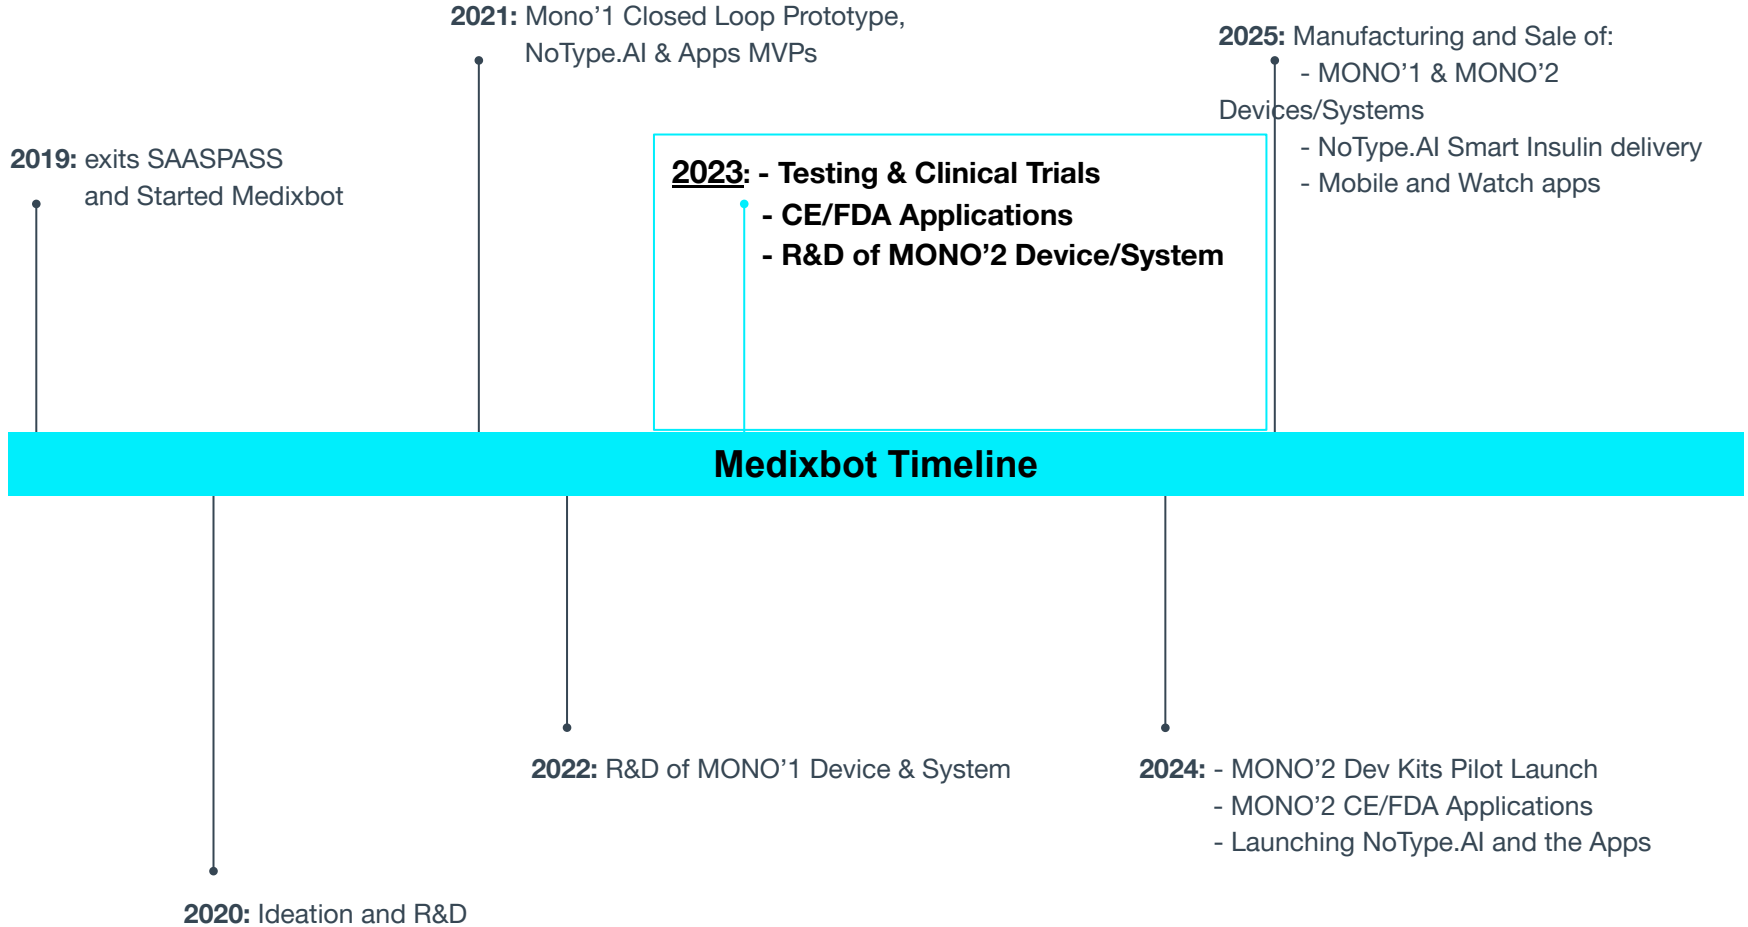 2021: Mono’1 Closed Loop Prototype,
NoType.AI & Apps MVPs
2025: Manufacturing and Sale of:
- MONO’1 & MONO’2
Devices/Systems
- NoType.AI Smart Insulin delivery
- Mobile and Watch apps
2019: exits SAASPASS
and Started Medixbot
2023: - Testing & Clinical Trials
- CE/FDA Applications
- R&D of MONO’2 Device/System
Medixbot Timeline
2022: R&D of MONO’1 Device & System
2024: - MONO’2 Dev Kits Pilot Launch
- MONO’2 CE/FDA Applications
- Launching NoType.AI and the Apps
2020: Ideation and R&D